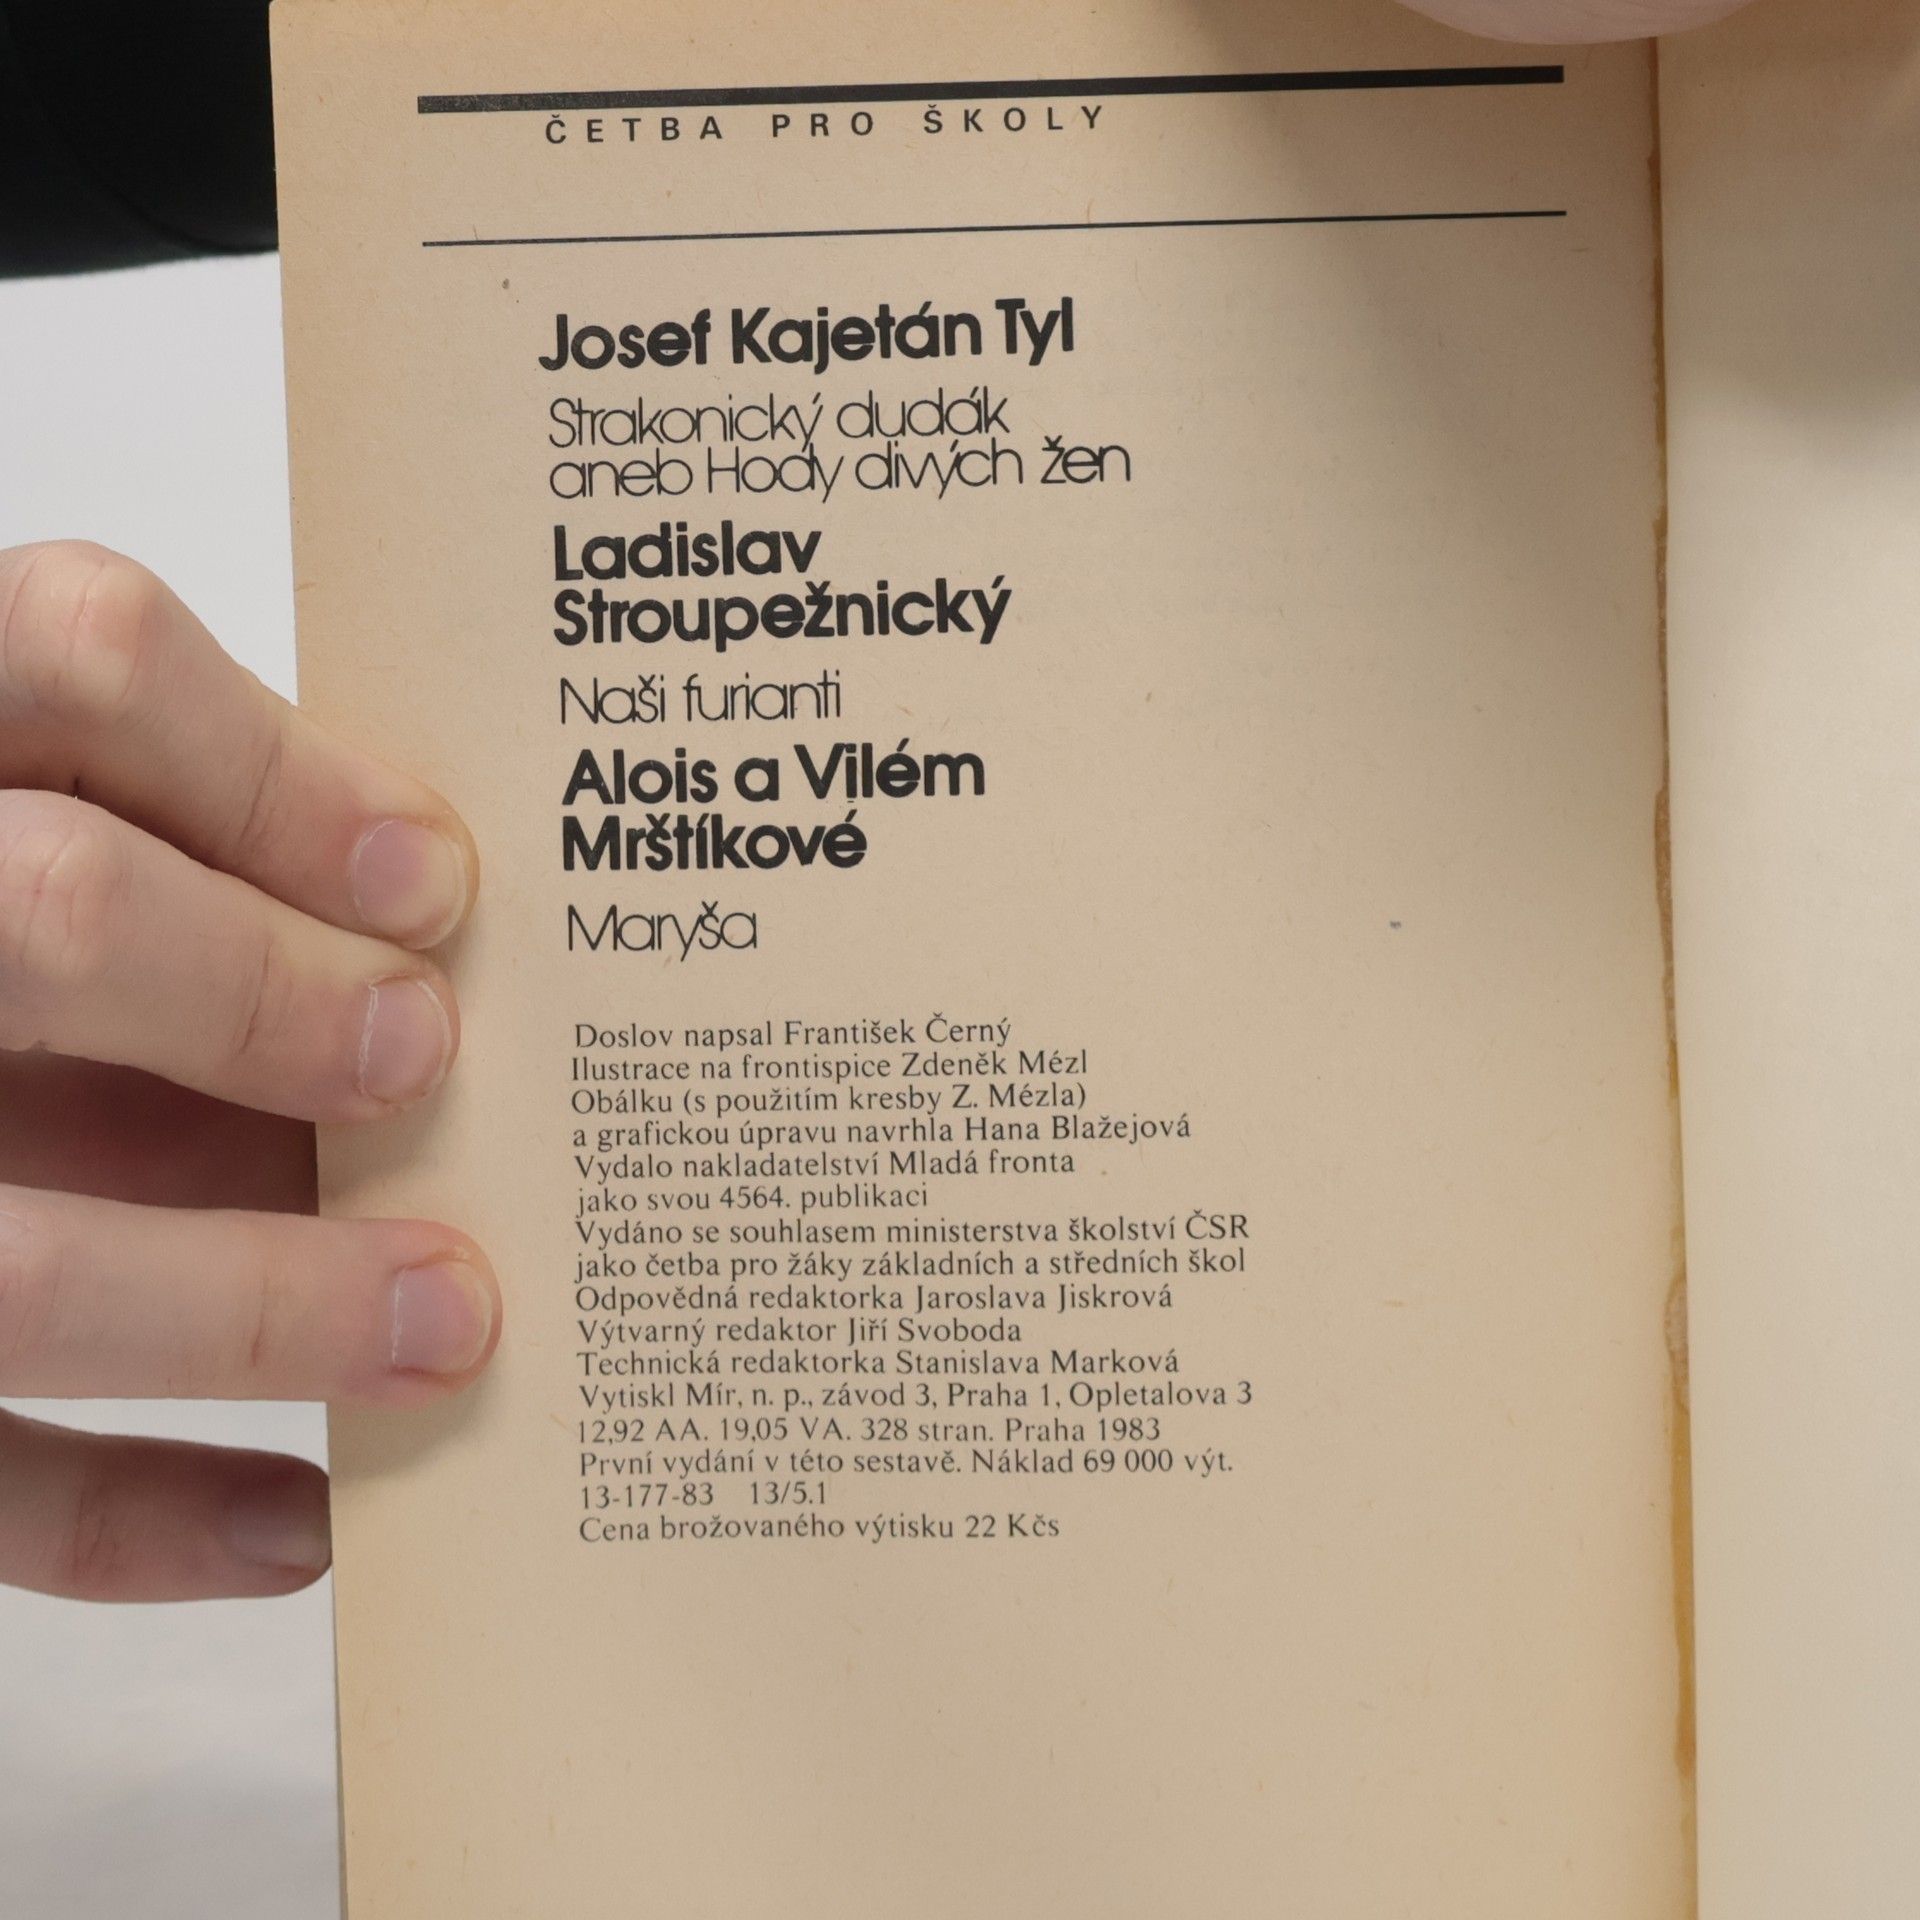 ČETBA PRO ŠKOLY
Josef Kajetán Tyl
Strakonický dudák
aneb Hody divých žen
Ladislav
Stroupežnický
Naši furianti
Alois a Vilém
Mrštíkové
Maryša
Doslov napsal František Černý
Ilustrace na frontispice Zdeněk Mézl
Obálku (s použitím kresby Z. Mézla)
a grafickou úpravu navrhla Hana Blažejová
Vydalo nakladatelství Mladá fronta
jako svou 4564. publikaci
Vydáno se souhlasem ministerstva školství ČSR
jako četba pro žáky základních a středních škol
Odpovědná redaktorka Jaroslava Jiskrová
Výtvarný redaktor Jiří Svoboda
Technická redaktorka Stanislava Marková
Vytiskl Mír, n. p., závod 3, Praha 1, Opletalova 3
12,92 AA. 19,05 VA. 328 stran. Praha 1983
První vydání v této sestavě. Náklad 69 000 výt.
13-177-83 13/5.1
Cena brožovaného výtisku 22 Kčs